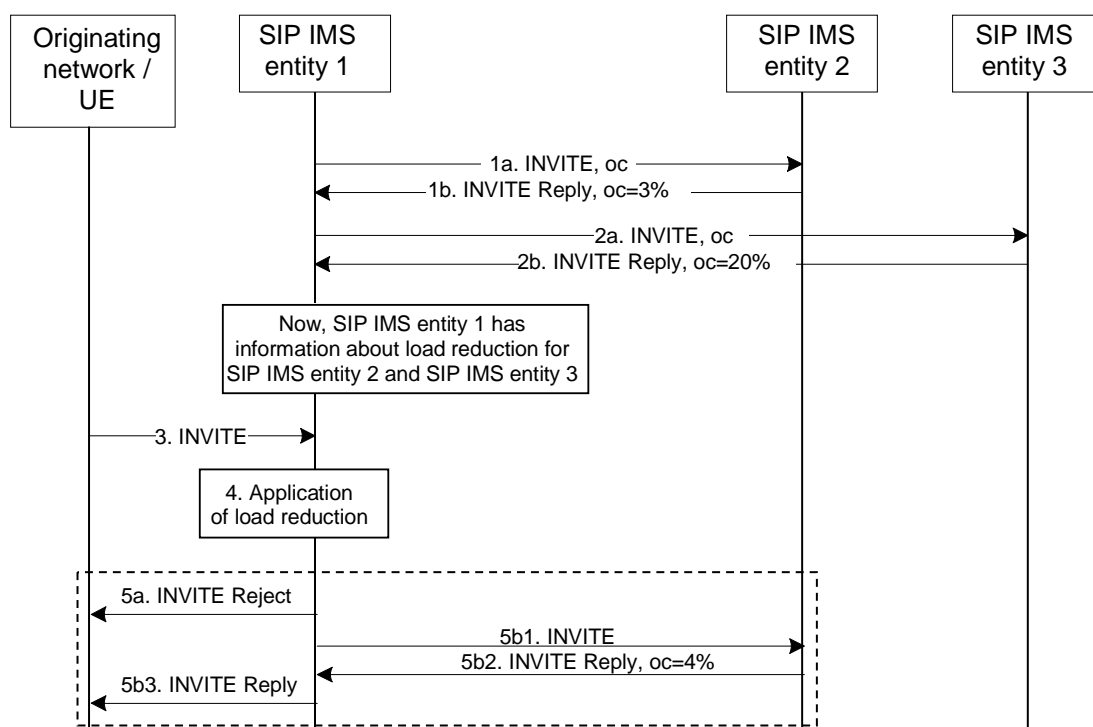 Originating
network /
UE
SIP IMS
entity 1
SIP IMS
entity 2
SIP IMS
entity 3
1a. INVITE, oc
1b. INVITE Reply, oc=3%
2a. INVITE, oc
2b. INVITE Reply, oc=20%
Now, SIP IMS entity 1 has
information about load reduction for
SIP IMS entity 2 and SIP IMS entity 3
3. INVITE
4. Application
of load reduction
5a. INVITE Reject
5b1. INVITE
5b2. INVITE Reply, oc=4%
5b3. INVITE Reply